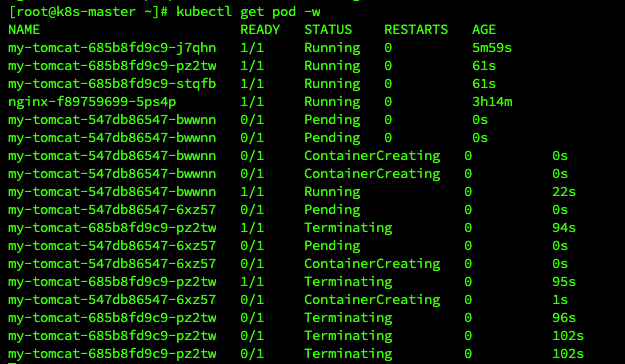 [root@k8s-master ~]# kubectl get pod -w
NAME READY STATUS RESTARTS AGE
my-tomcat-685b8fd9c9-j7qhn 1/1 Running 0 5m59s
my-tomcat-685b8fd9c9-pz2tw 1/1 Running 0 61s
my-tomcat-685b8fd9c9-stqfb 1/1 Running 0 61s
nginx-f89759699-5ps4p 1/1 Running 0 3h14m
my-tomcat-547db86547-bwwnn 0/1 Pending 0 0s
my-tomcat-547db86547-bwwnn 0/1 Pending 0 0s
my-tomcat-547db86547-bwwnn 0/1 ContainerCreating 0 0s
my-tomcat-547db86547-bwwnn 0/1 ContainerCreating 0 0s
my-tomcat-547db86547-bwwnn 1/1 Running 0 22s
my-tomcat-547db86547-6xz57 0/1 Pending 0 0s
my-tomcat-685b8fd9c9-pz2tw 1/1 Terminating 0 94s
my-tomcat-547db86547-6xz57 0/1 Pending 0 0s
my-tomcat-547db86547-6xz57 0/1 ContainerCreating 0 0s
my-tomcat-685b8fd9c9-pz2tw 1/1 Terminating 0 95s
my-tomcat-547db86547-6xz57 0/1 ContainerCreating 0 1s
my-tomcat-685b8fd9c9-pz2tw 0/1 Terminating 0 96s
my-tomcat-685b8fd9c9-pz2tw 0/1 Terminating 0 102s
my-tomcat-685b8fd9c9-pz2tw 0/1 Terminating 0 102s